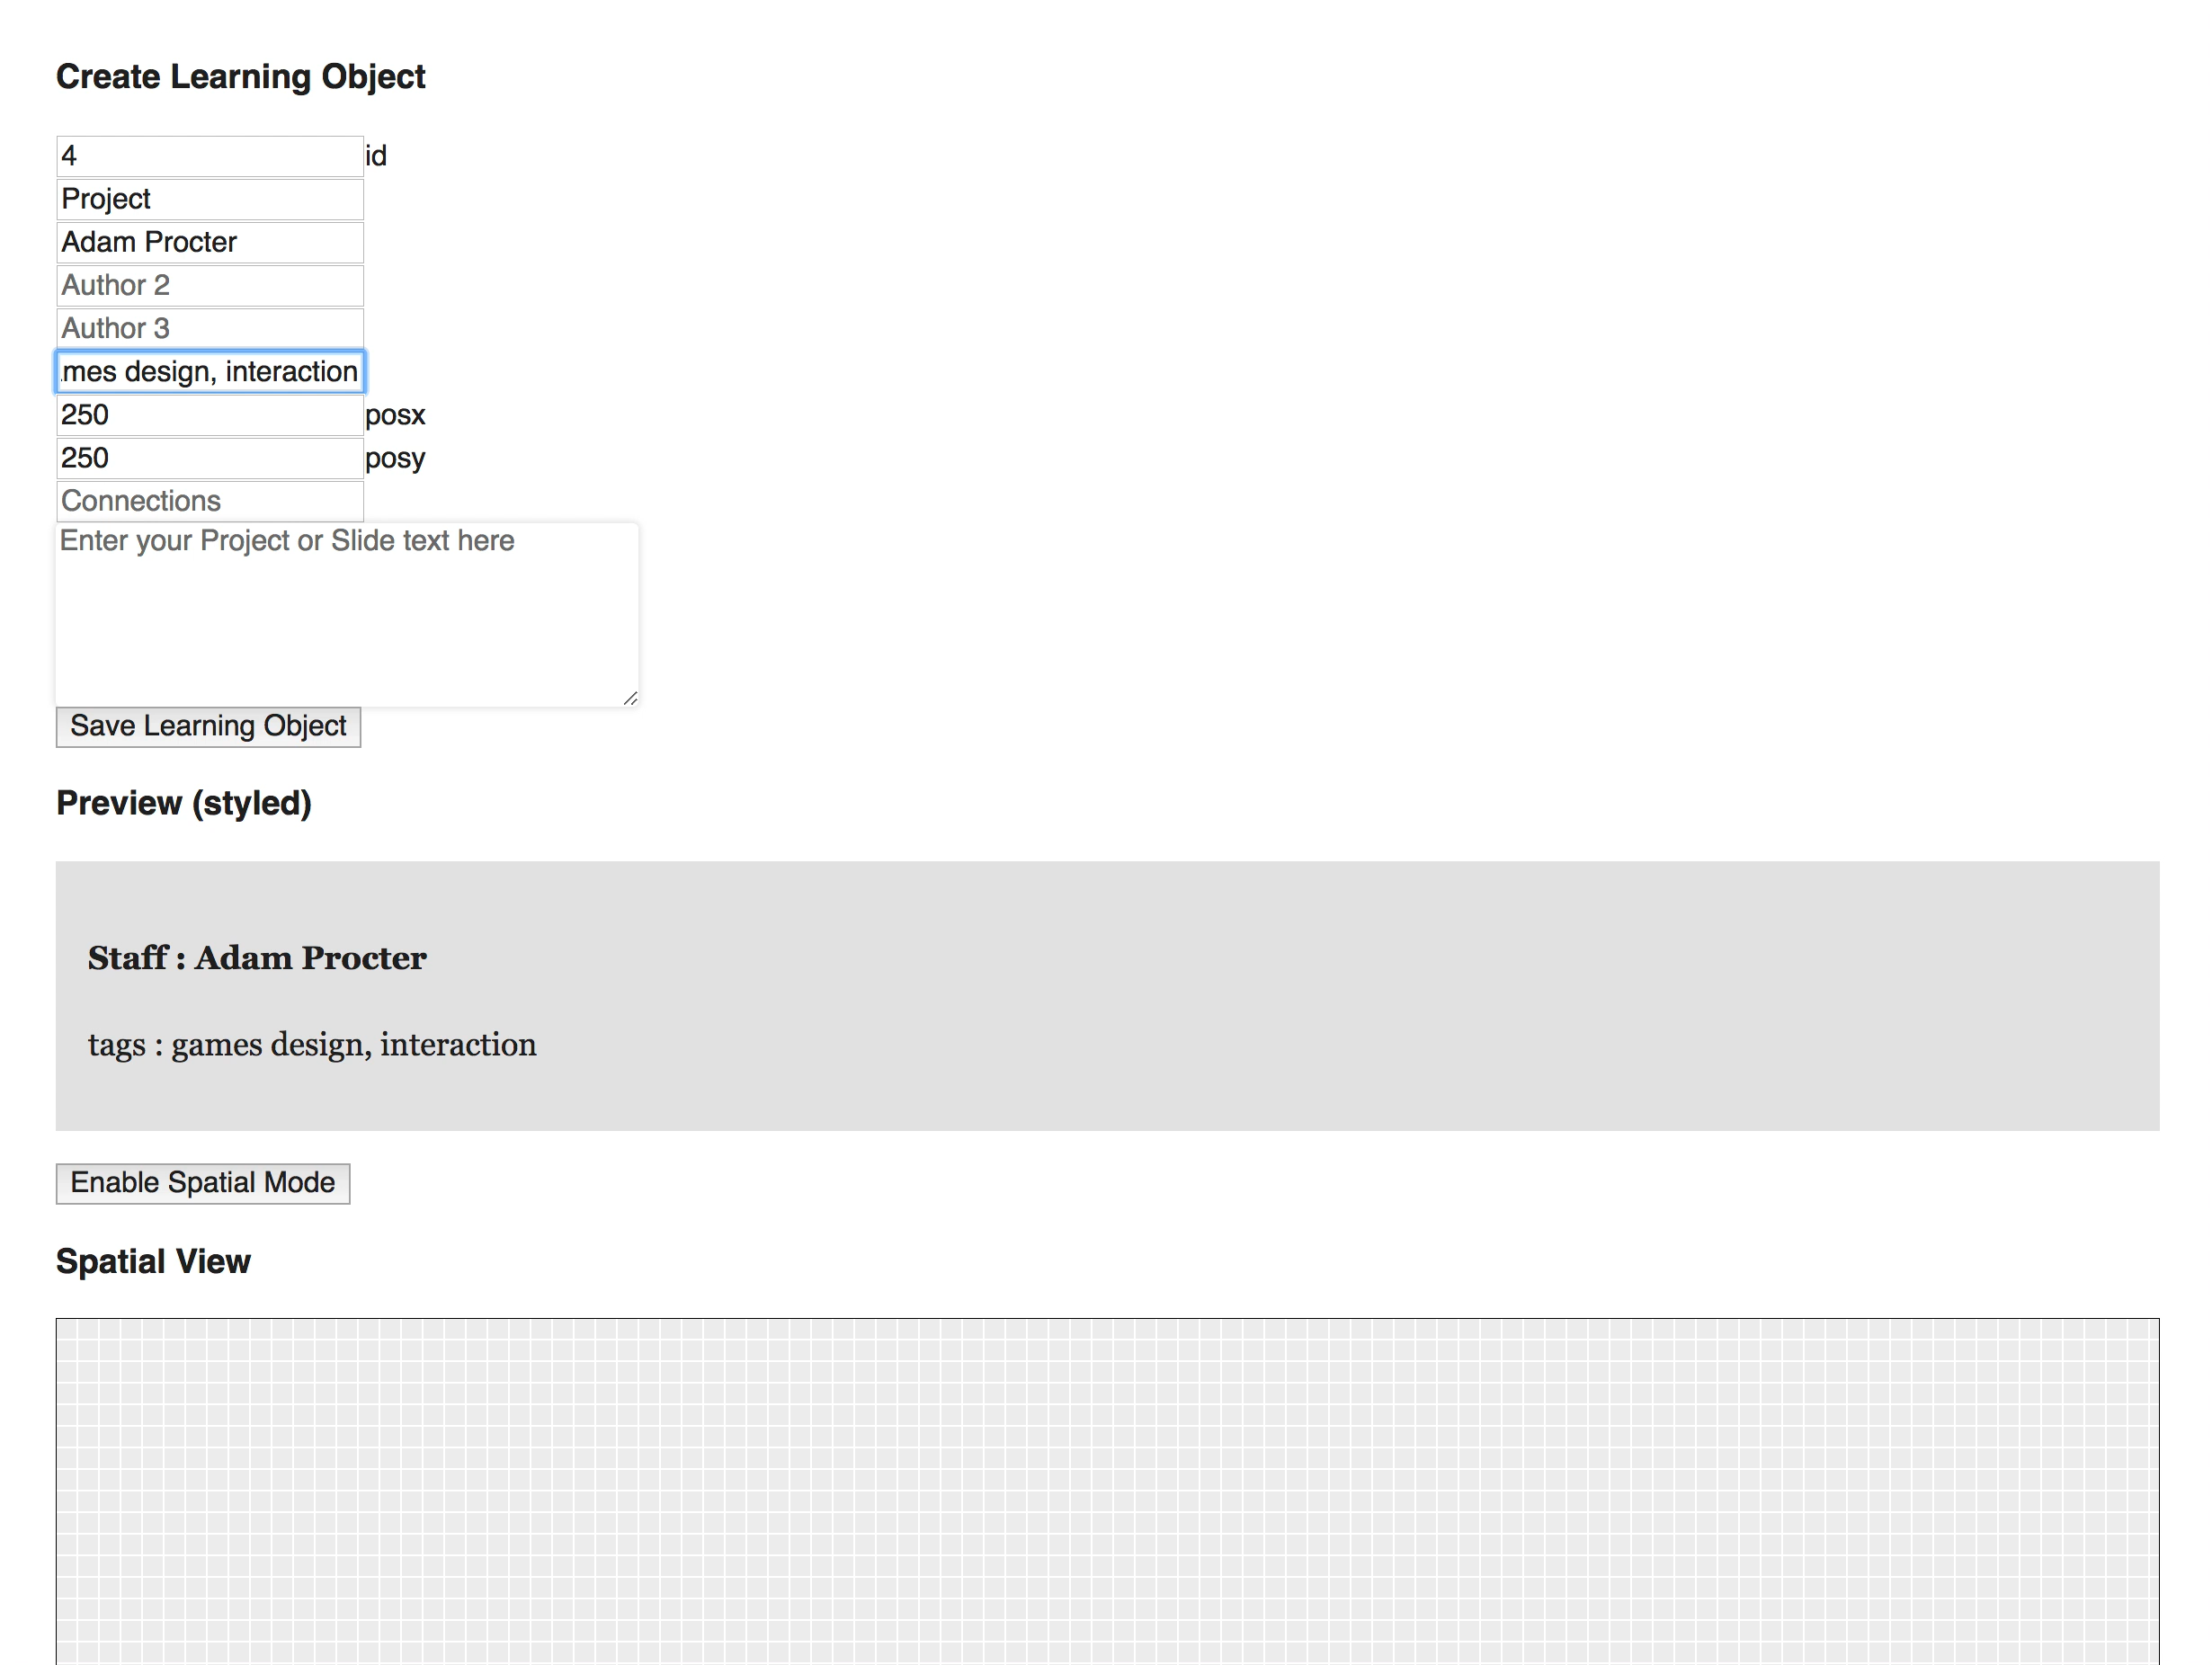 Create Learning Object
4 id
Project
Adam Procter
Author 2
Author 3
mes design, interaction
250 posx
250 posy
Connections
Enter your Project or Slide text here
Save Learning Object
Preview (styled)
Staff : Adam Procter
tags : games design, interaction
Enable Spatial Mode
Spatial View